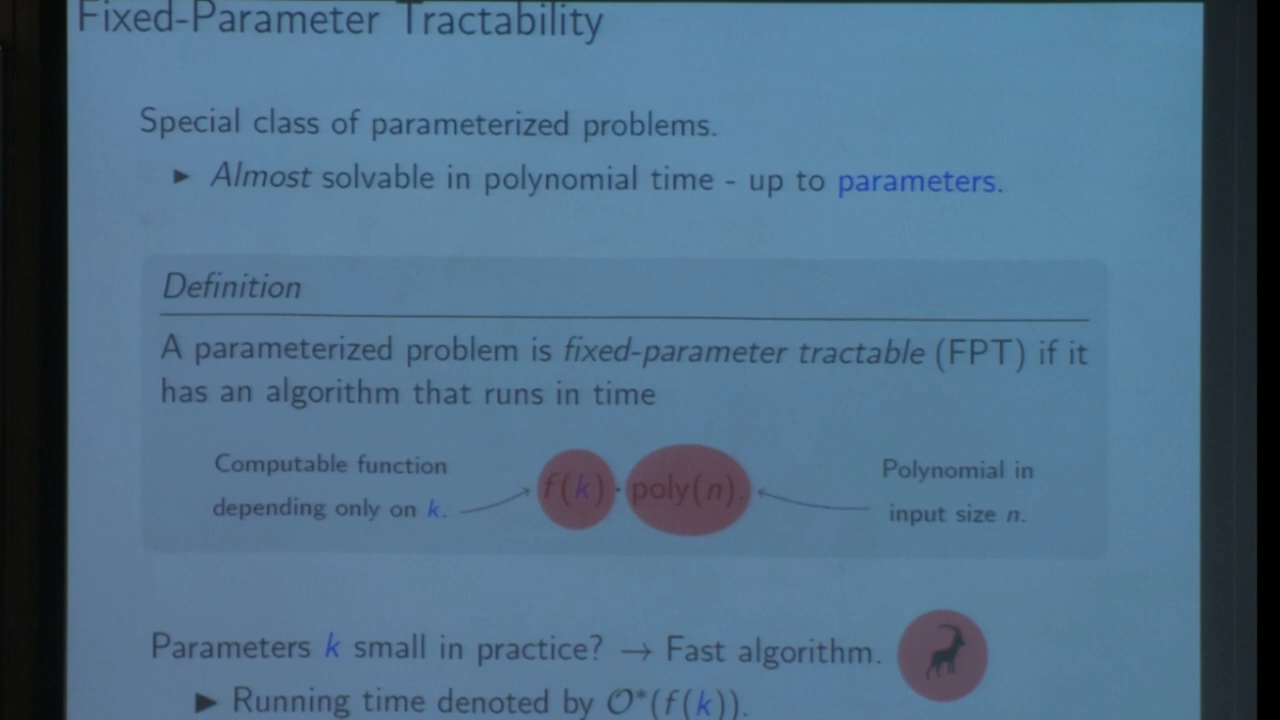 Fixed-Parameter Tractability
Special class of parameterized problems.
▶ Almost solvable in polynomial time - up to parameters.
Definition
A parameterized problem is fixed-parameter tractable (FPT) if it
has an algorithm that runs in time
Computable function
depending only on k.
f(k) · poly(n).
Polynomial in
input size n.
Parameters k small in practice? → Fast algorithm.
▶ Running time denoted by 𝒪*(f(k)).